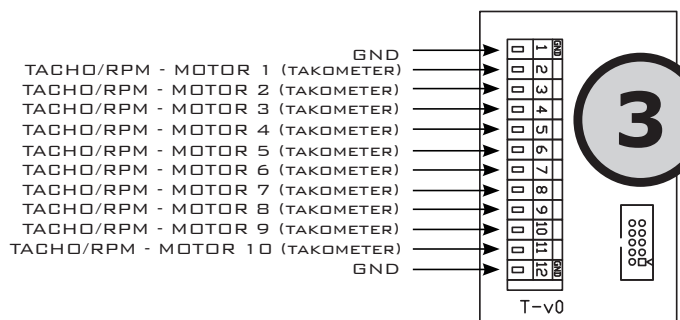 GND 1 GND
TACHO/RPM - MOTOR 1 (TAKOMETER) 2
TACHO/RPM - MOTOR 2 (TAKOMETER) 3
TACHO/RPM - MOTOR 3 (TAKOMETER) 4
TACHO/RPM - MOTOR 4 (TAKOMETER) 5
TACHO/RPM - MOTOR 5 (TAKOMETER) 6
TACHO/RPM - MOTOR 6 (TAKOMETER) 7
TACHO/RPM - MOTOR 7 (TAKOMETER) 8
TACHO/RPM - MOTOR 8 (TAKOMETER) 9
TACHO/RPM - MOTOR 9 (TAKOMETER) 10
TACHO/RPM - MOTOR 10 (TAKOMETER) 11
GND 12 GND
3
T-v0